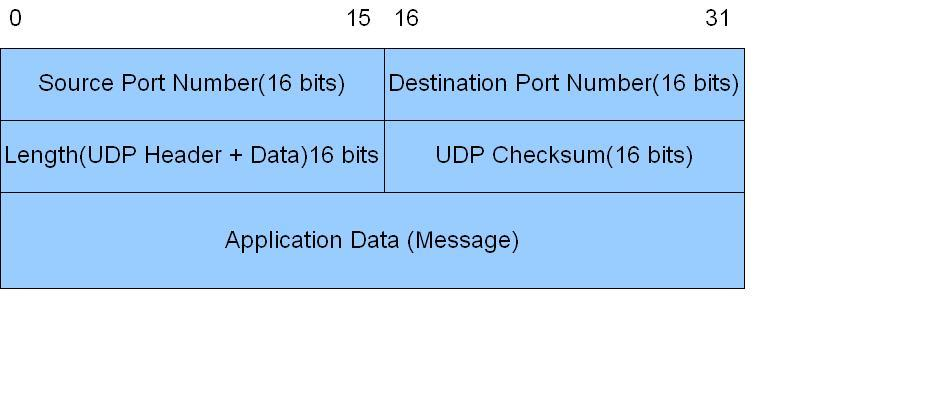 0 15 16 31
Source Port Number(16 bits) Destination Port Number(16 bits)
Length(UDP Header + Data)16 bits UDP Checksum(16 bits)
Application Data (Message)